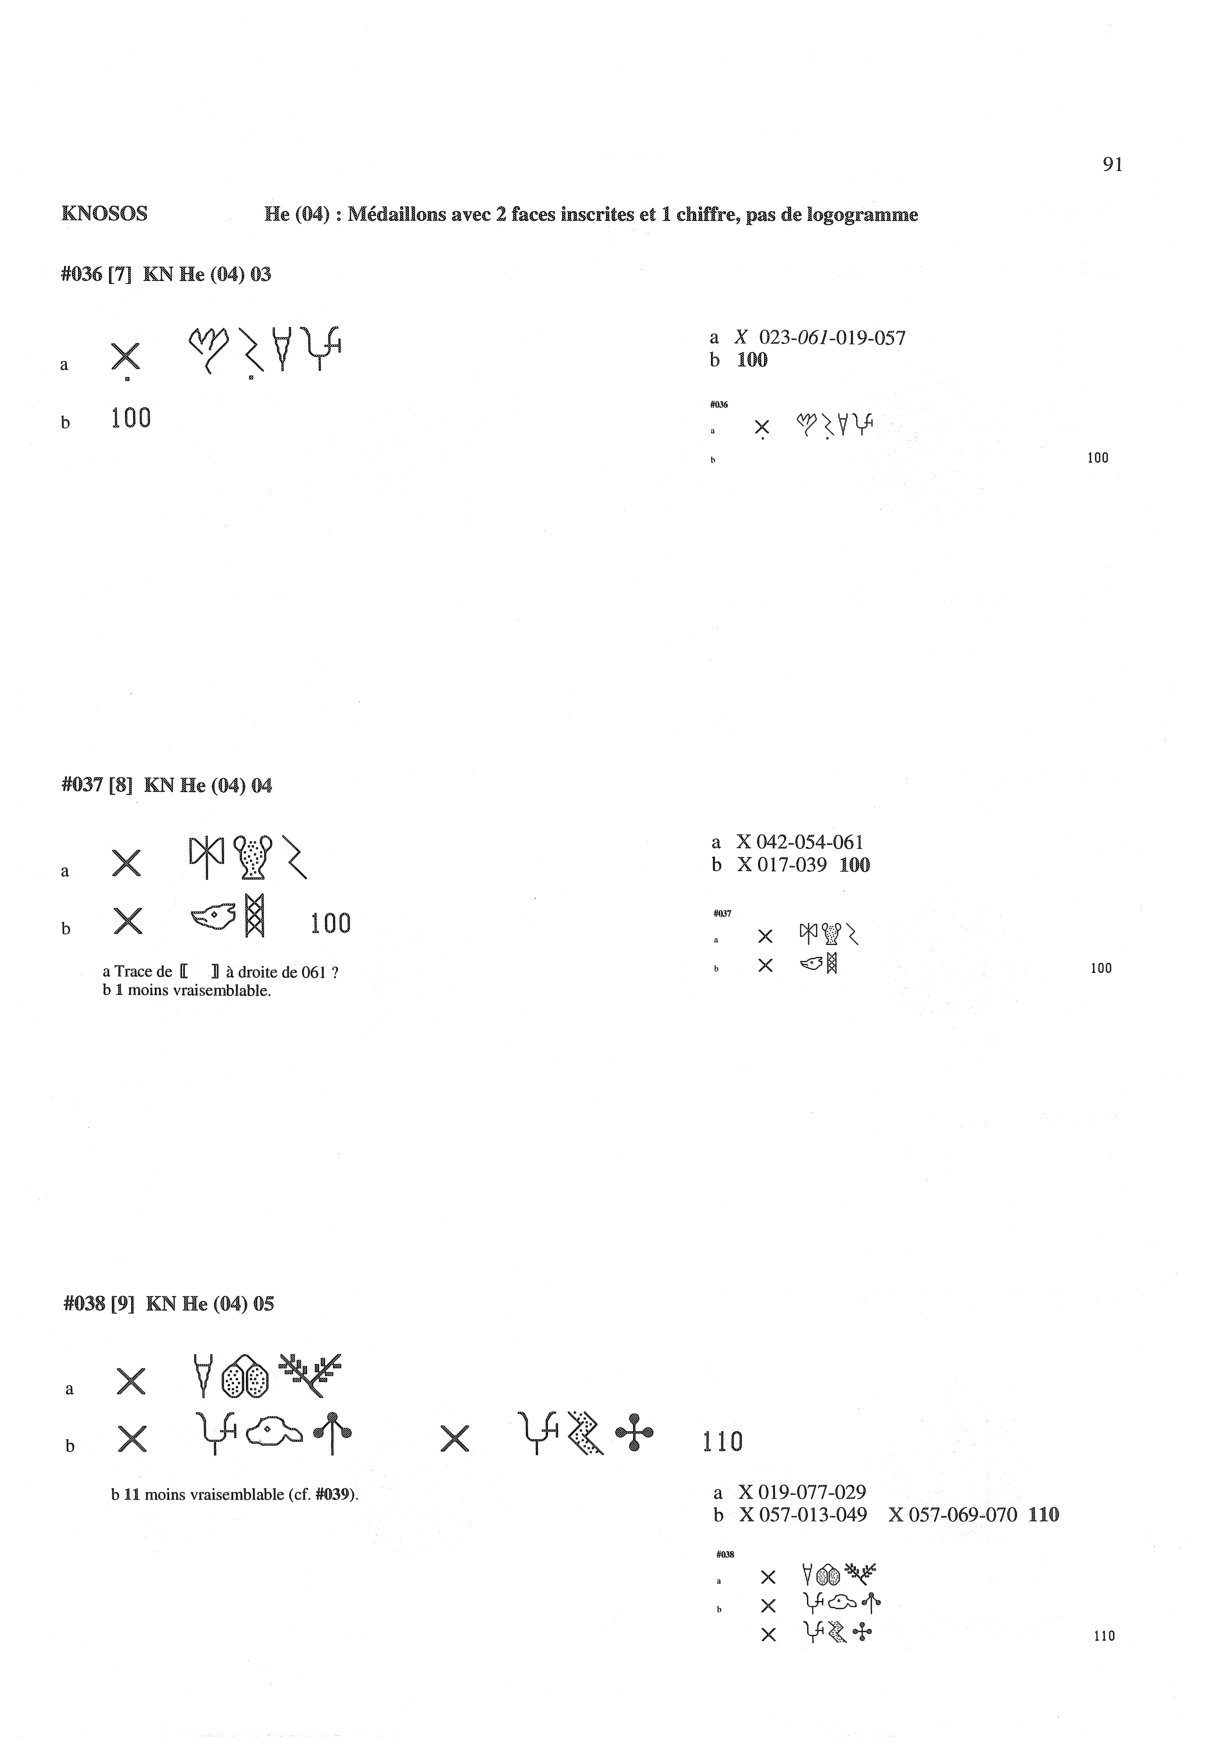 91
KNOSOS He (04) : Médaillons avec 2 faces inscrites et 1 chiffre, pas de logogramme
#036 [7] KN He (04) 03
a
b 100
a X 023-061-019-057
b 100
#036
a
b 100
#037 [8] KN He (04) 04
a
b 100
a Trace de ⟦ ⟧ à droite de 061 ?
b 1 moins vraisemblable.
a X 042-054-061
b X 017-039 100
#037
a
b 100
#038 [9] KN He (04) 05
a
b 110
b 11 moins vraisemblable (cf. #039).
a X 019-077-029
b X 057-013-049 X 057-069-070 110
#038
a
b
110